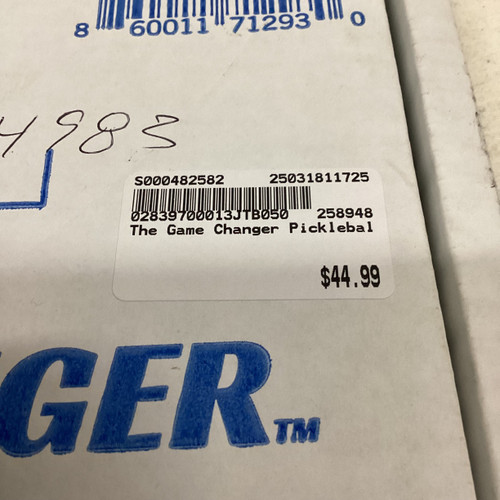 8 60011 71293 0
4983
S000482582 25031811725
02839700013JTB050 258948
The Game Changer Picklebal
$44.99
GER™